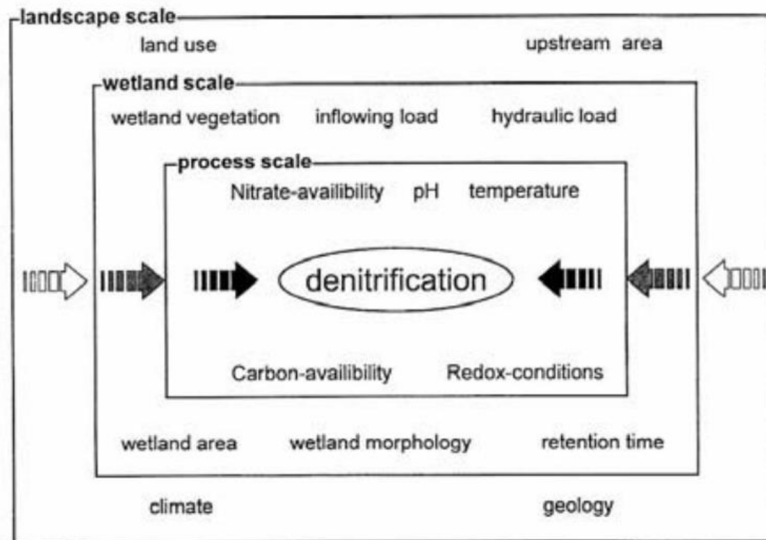 landscape scale
land use upstream area
wetland scale
wetland vegetation inflowing load hydraulic load
process scale
Nitrate-availibility pH temperature
denitrification
Carbon-availibility Redox-conditions
wetland area wetland morphology retention time
climate geology